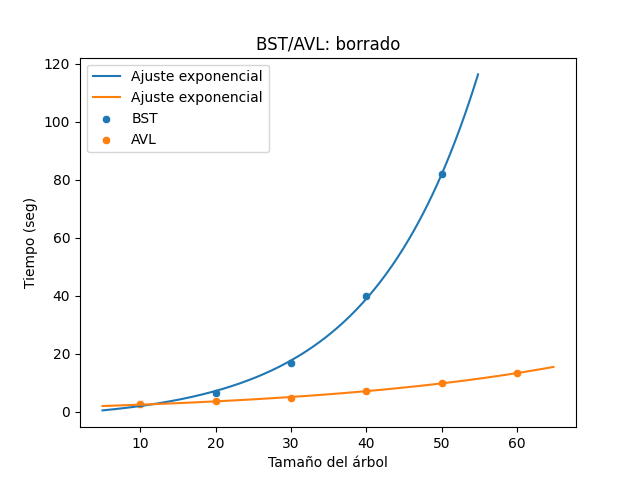 BST/AVL: borrado
Ajuste exponencial
Ajuste exponencial
BST
AVL
Tiempo (seg)
120
100
80
60
40
20
0
10 20 30 40 50 60
Tamaño del árbol